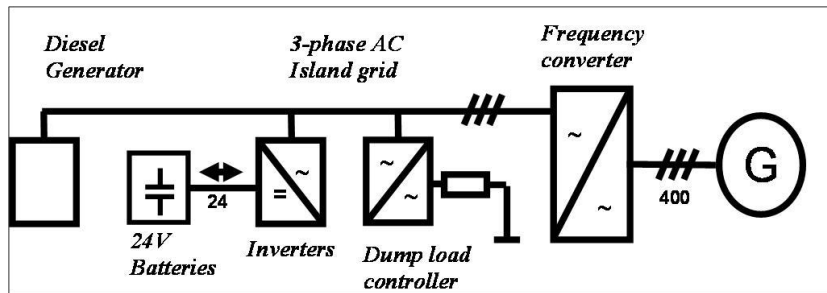 Diesel
Generator
3-phase AC
Island grid
Frequency
converter
~
~
~
=
~
~
24
400
G
24V
Batteries
Inverters
Dump load
controller